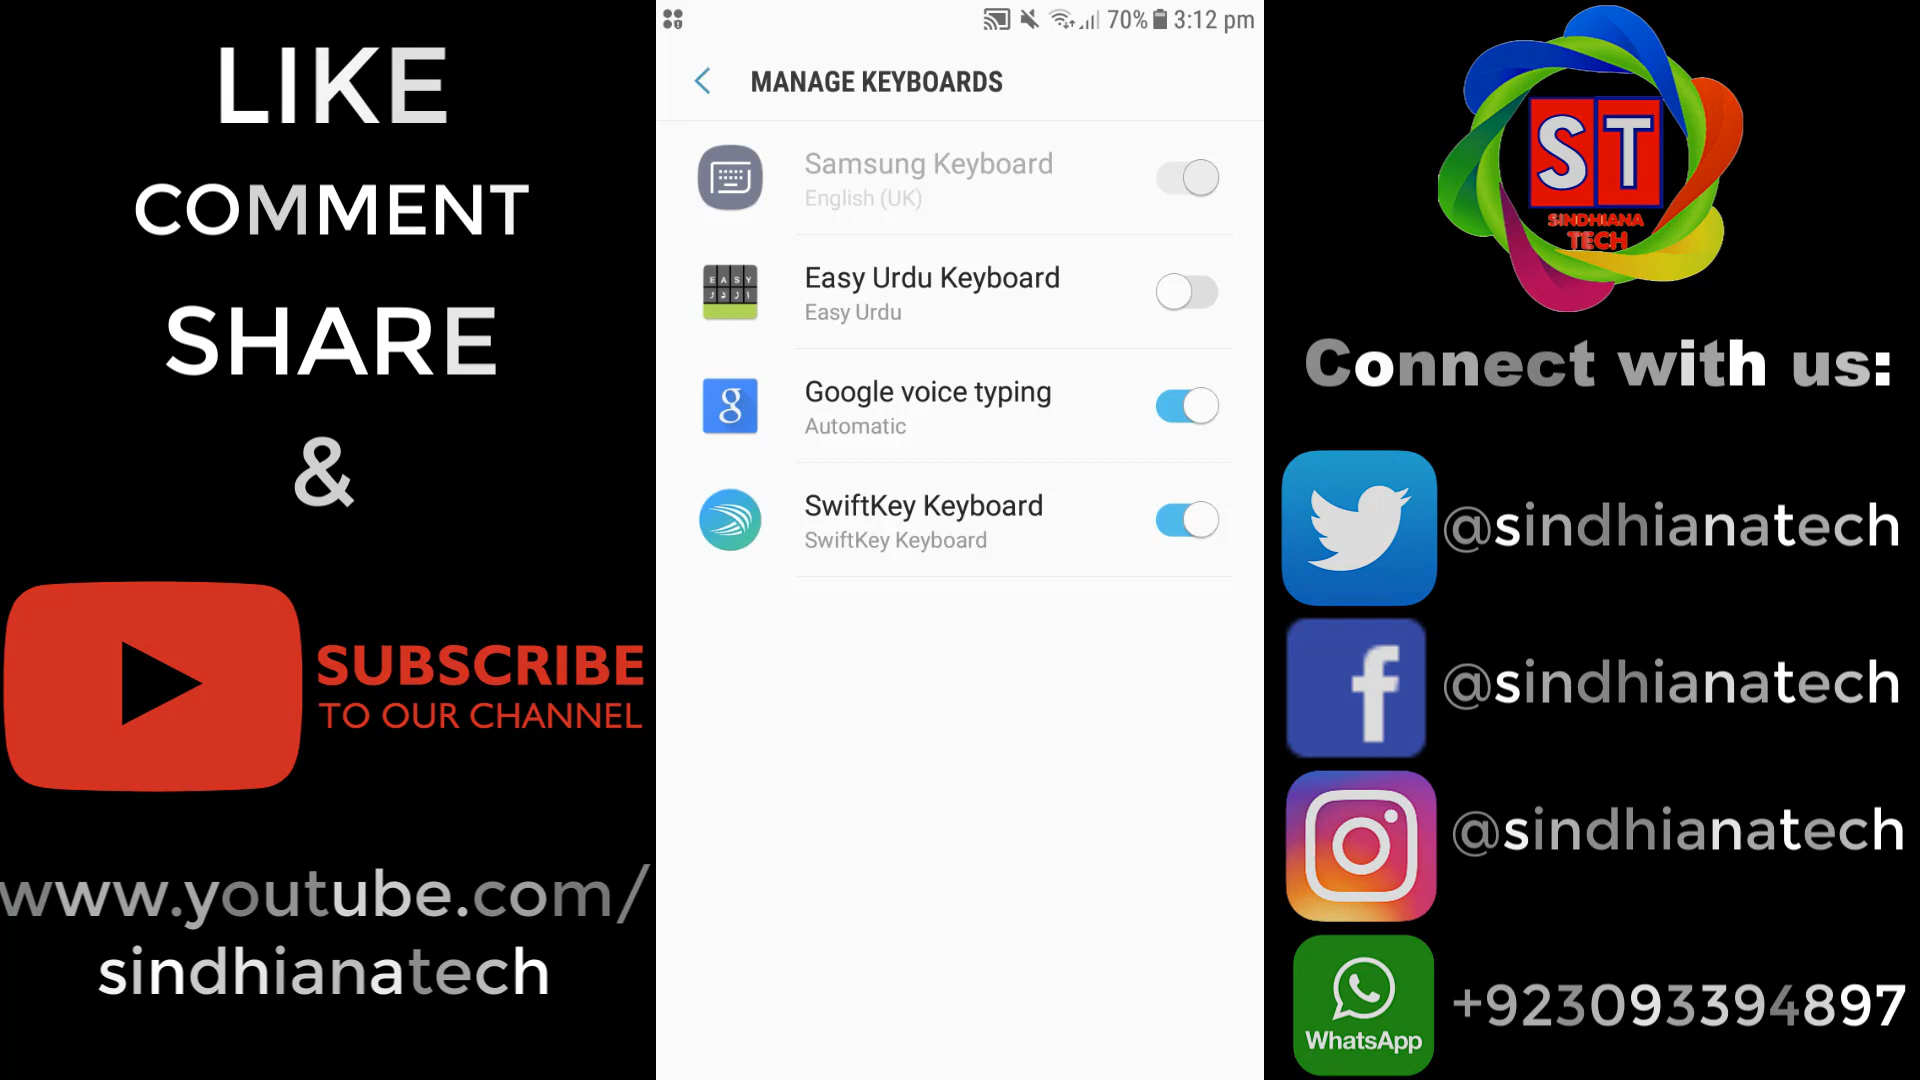 LIKE
COMMENT
SHARE
&
SUBSCRIBE
TO OUR CHANNEL
www.youtube.com/
sindhianatech
70% 3:12 pm
MANAGE KEYBOARDS
Samsung Keyboard
English (UK)
EASY
Easy Urdu Keyboard
Easy Urdu
g
Google voice typing
Automatic
SwiftKey Keyboard
SwiftKey Keyboard
ST
SINDHIANA
TECH
Connect with us:
@sindhianatech
f
@sindhianatech
@sindhianatech
WhatsApp
+923093394897